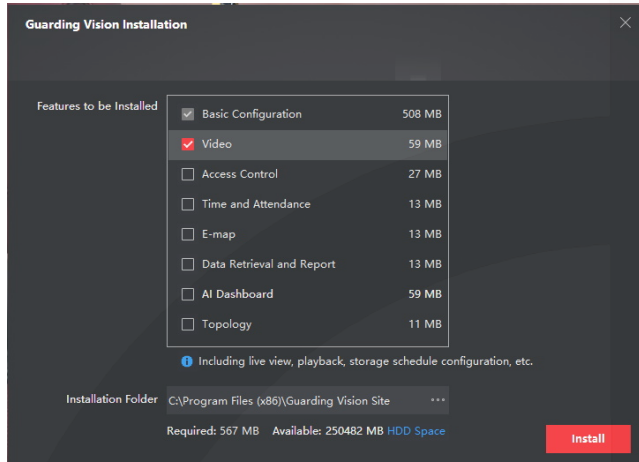 Guarding Vision Installation
Features to be Installed
Basic Configuration 508 MB
Video 59 MB
Access Control 27 MB
Time and Attendance 13 MB
E-map 13 MB
Data Retrieval and Report 13 MB
AI Dashboard 59 MB
Topology 11 MB
Including live view, playback, storage schedule configuration, etc.
Installation Folder C:\Program Files (x86)\Guarding Vision Site ...
Required: 567 MB Available: 250482 MB HDD Space
Install